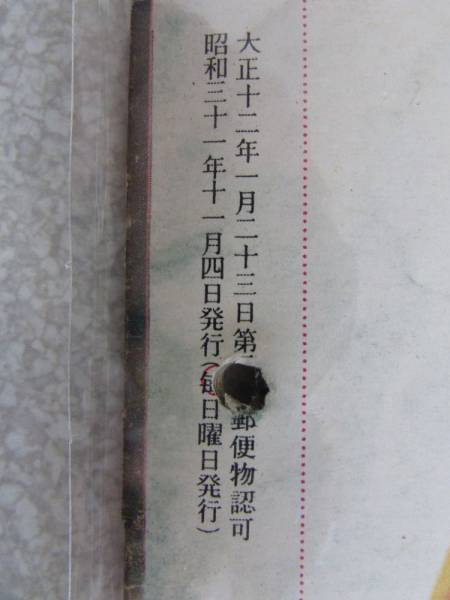 大正十二年一月二十三日第郵便物認可
昭和三十一年十一月四日発行(毎日曜日発行)